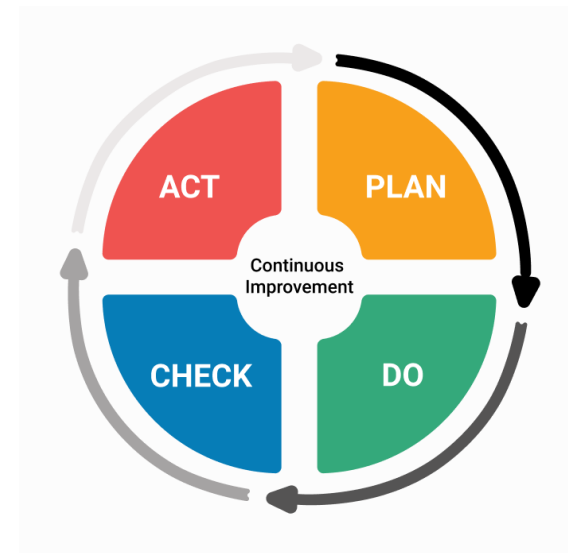 ACT
PLAN
Continuous
Improvement
CHECK
DO